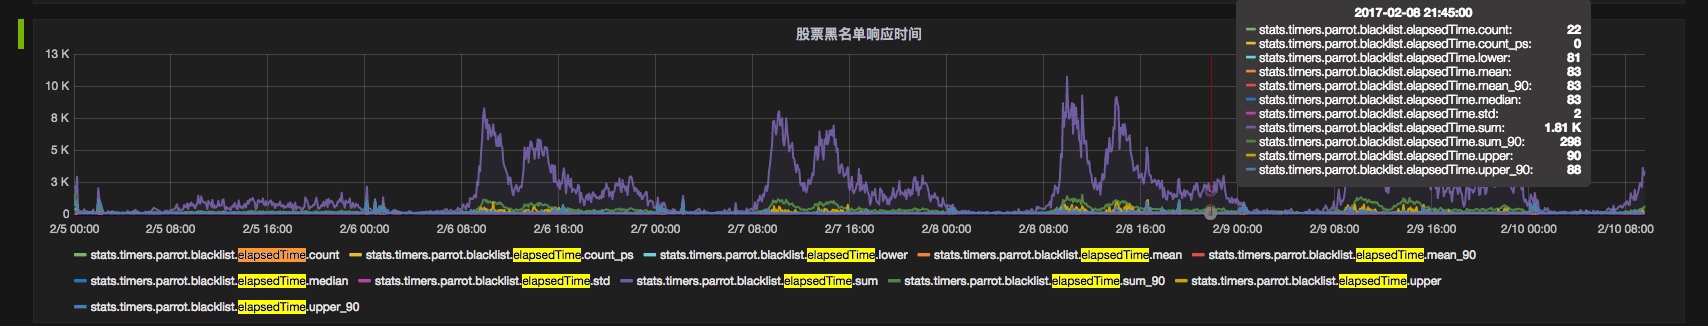 2017-02-08 21:45:00
stats.timers.parrot.blacklist.elapsedTime.count: 22
stats.timers.parrot.blacklist.elapsedTime.count_ps: 0
stats.timers.parrot.blacklist.elapsedTime.lower: 81
stats.timers.parrot.blacklist.elapsedTime.mean: 83
stats.timers.parrot.blacklist.elapsedTime.mean_90: 83
stats.timers.parrot.blacklist.elapsedTime.median: 83
stats.timers.parrot.blacklist.elapsedTime.std: 2
stats.timers.parrot.blacklist.elapsedTime.sum: 1.81 K
stats.timers.parrot.blacklist.elapsedTime.sum_90: 298
stats.timers.parrot.blacklist.elapsedTime.upper: 90
stats.timers.parrot.blacklist.elapsedTime.upper_90: 88
股票黑名单响应时间
13 K
10 K
8 K
5 K
3 K
0
2/5 00:00 2/5 08:00 2/5 16:00 2/6 00:00 2/6 08:00 2/6 16:00 2/7 00:00 2/7 08:00 2/7 16:00 2/8 00:00 2/8 08:00 2/8 16:00 2/9 00:00 2/9 08:00 2/9 16:00 2/10 00:00 2/10 08:00
stats.timers.parrot.blacklist.elapsedTime.count stats.timers.parrot.blacklist.elapsedTime.count_ps stats.timers.parrot.blacklist.elapsedTime.lower stats.timers.parrot.blacklist.elapsedTime.mean stats.timers.parrot.blacklist.elapsedTime.mean_90
stats.timers.parrot.blacklist.elapsedTime.median stats.timers.parrot.blacklist.elapsedTime.std stats.timers.parrot.blacklist.elapsedTime.sum stats.timers.parrot.blacklist.elapsedTime.sum_90 stats.timers.parrot.blacklist.elapsedTime.upper
stats.timers.parrot.blacklist.elapsedTime.upper_90